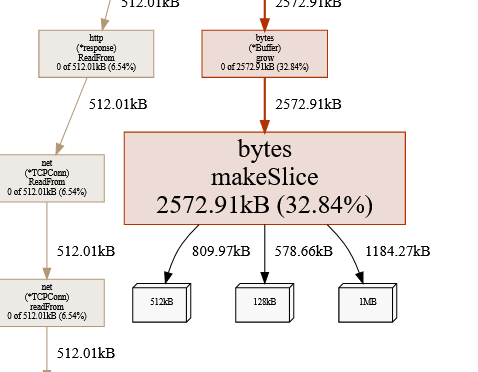 512.01kB
2572.91kB
http
(*response)
ReadFrom
0 of 512.01kB (6.54%)
bytes
(*Buffer)
grow
0 of 2572.91kB (32.84%)
512.01kB
2572.91kB
net
(*TCPConn)
ReadFrom
0 of 512.01kB (6.54%)
bytes
makeSlice
2572.91kB (32.84%)
512.01kB
809.97kB
578.66kB
1184.27kB
net
(*TCPConn)
readFrom
0 of 512.01kB (6.54%)
512kB
128kB
1MB
512.01kB